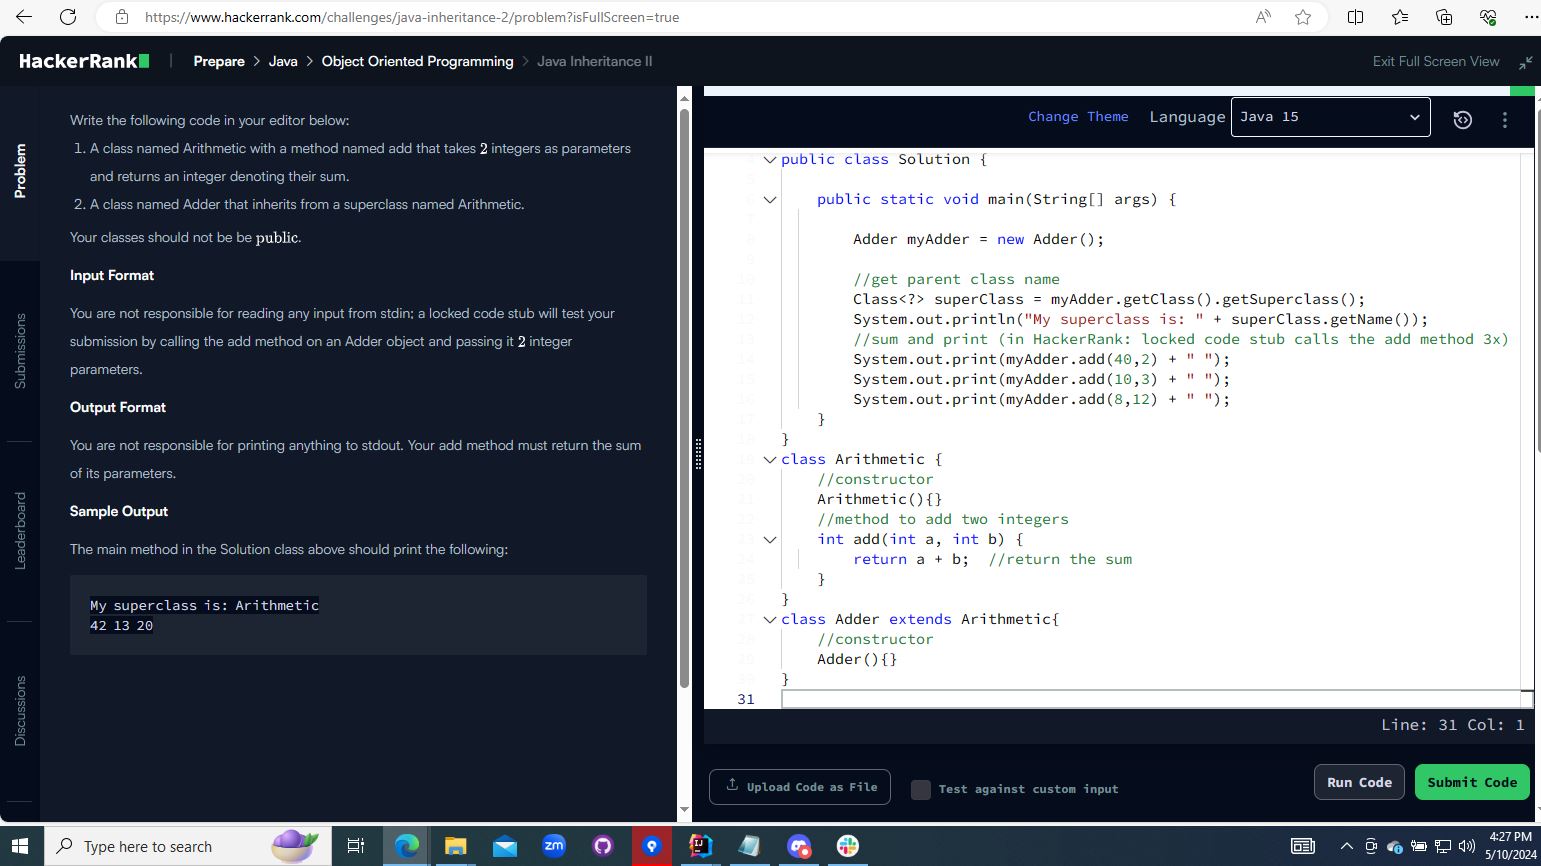 https://www.hackerrank.com/challenges/java-inheritance-2/problem?isFullScreen=true
HackerRank | Prepare > Java > Object Oriented Programming > Java Inheritance II
Exit Full Screen View
Problem
Submissions
Leaderboard
Discussions
Write the following code in your editor below:
1. A class named Arithmetic with a method named add that takes 2 integers as parameters
and returns an integer denoting their sum.
2. A class named Adder that inherits from a superclass named Arithmetic.
Your classes should not be be public.
Input Format
You are not responsible for reading any input from stdin; a locked code stub will test your
submission by calling the add method on an Adder object and passing it 2 integer
parameters.
Output Format
You are not responsible for printing anything to stdout. Your add method must return the sum
of its parameters.
Sample Output
The main method in the Solution class above should print the following:
My superclass is: Arithmetic
42 13 20
Change Theme Language Java 15
public class Solution {
public static void main(String[] args) {
Adder myAdder = new Adder();
//get parent class name
Class<?> superClass = myAdder.getClass().getSuperclass();
System.out.println("My superclass is: " + superClass.getName());
//sum and print (in HackerRank: locked code stub calls the add method 3x)
System.out.print(myAdder.add(40,2) + " ");
System.out.print(myAdder.add(10,3) + " ");
System.out.print(myAdder.add(8,12) + " ");
}
}
class Arithmetic {
//constructor
Arithmetic(){}
//method to add two integers
int add(int a, int b) {
return a + b;  //return the sum
}
}
class Adder extends Arithmetic{
//constructor
Adder(){}
}
31
Line: 31 Col: 1
Upload Code as File
Test against custom input
Run Code
Submit Code
Type here to search
zm
4:27 PM
5/10/2024